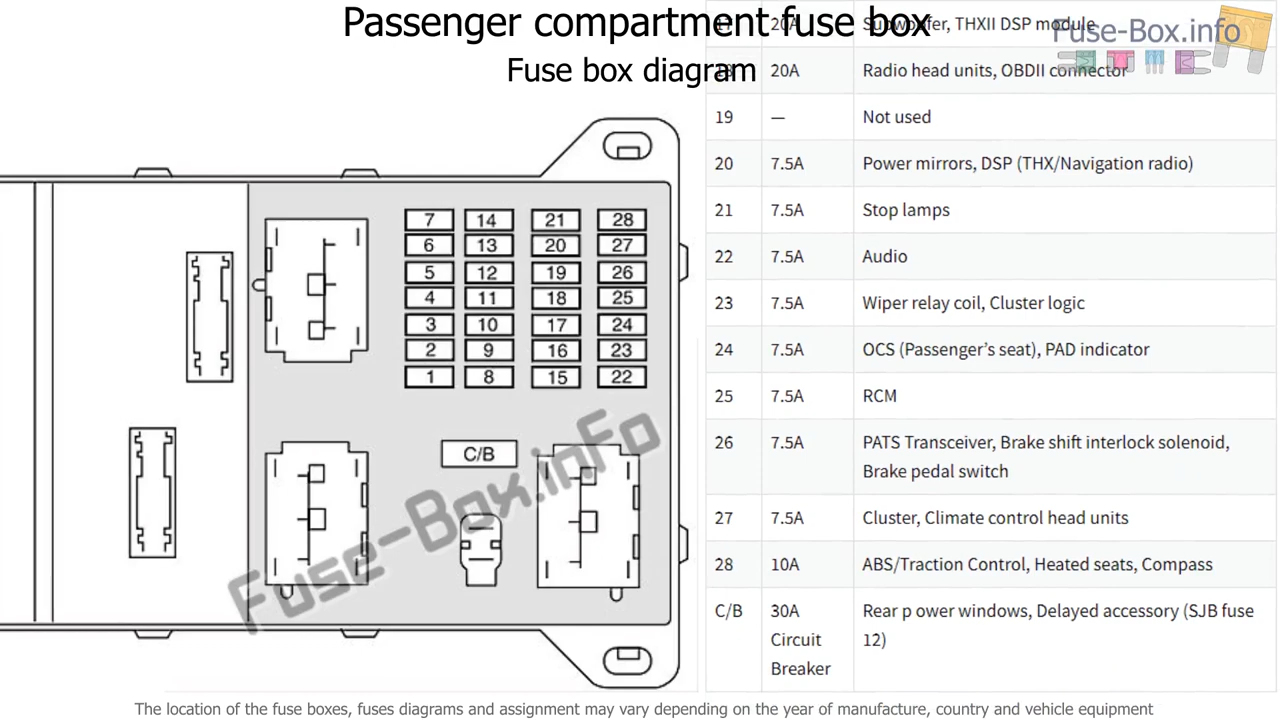 Passenger compartment fuse box
Fuse box diagram
Fuse-Box.info
17 20A Subwoofer, THXII DSP module
18 20A Radio head units, OBDII connector
19 — Not used
20 7.5A Power mirrors, DSP (THX/Navigation radio)
21 7.5A Stop lamps
22 7.5A Audio
23 7.5A Wiper relay coil, Cluster logic
24 7.5A OCS (Passenger’s seat), PAD indicator
25 7.5A RCM
26 7.5A PATS Transceiver, Brake shift interlock solenoid,
Brake pedal switch
27 7.5A Cluster, Climate control head units
28 10A ABS/Traction Control, Heated seats, Compass
C/B 30A Rear p ower windows, Delayed accessory (SJB fuse
Circuit 12)
Breaker
7 14 21 28
6 13 20 27
5 12 19 26
4 11 18 25
3 10 17 24
2 9 16 23
1 8 15 22
C/B
Fuse-Box.inFo
The location of the fuse boxes, fuses diagrams and assignment may vary depending on the year of manufacture, country and vehicle equipment